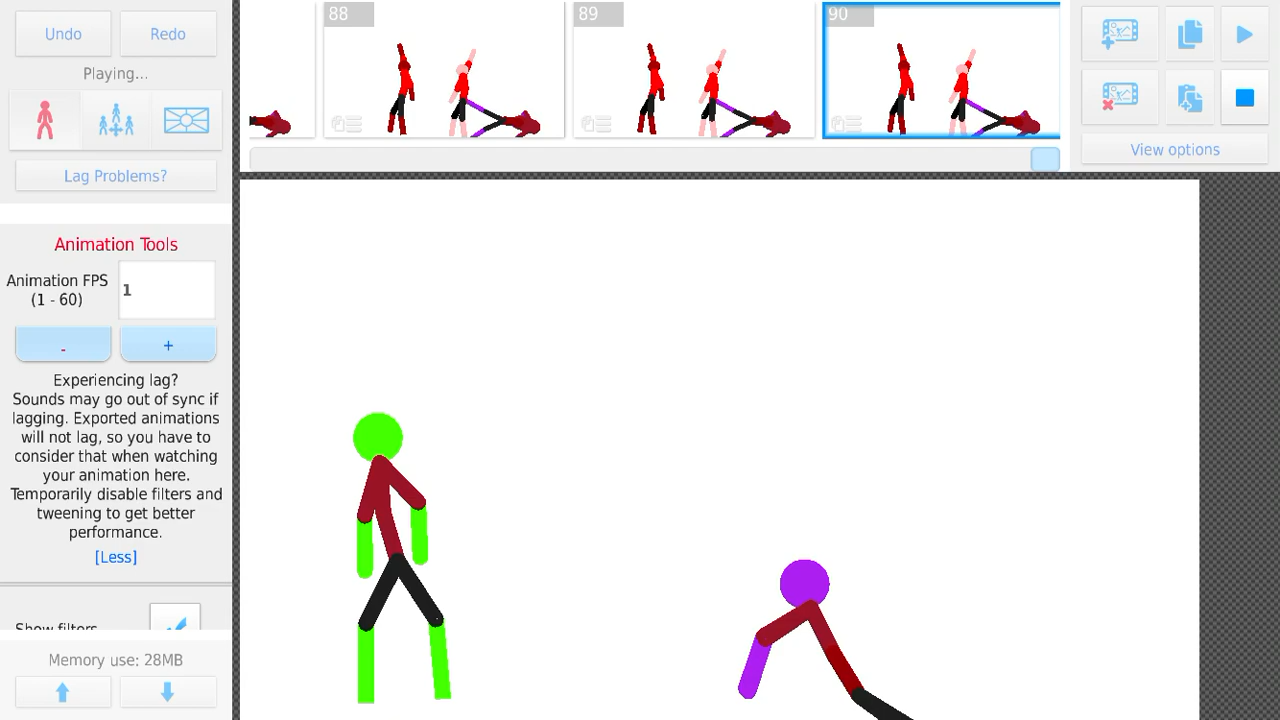 Undo
Redo
Playing...
Lag Problems?
88
89
90
View options
Animation Tools
Animation FPS
(1 - 60)
1
-
+
Experiencing lag?
Sounds may go out of sync if
lagging. Exported animations
will not lag, so you have to
consider that when watching
your animation here.
Temporarily disable filters and
tweening to get better
performance.
[Less]
Show filters
Memory use: 28MB